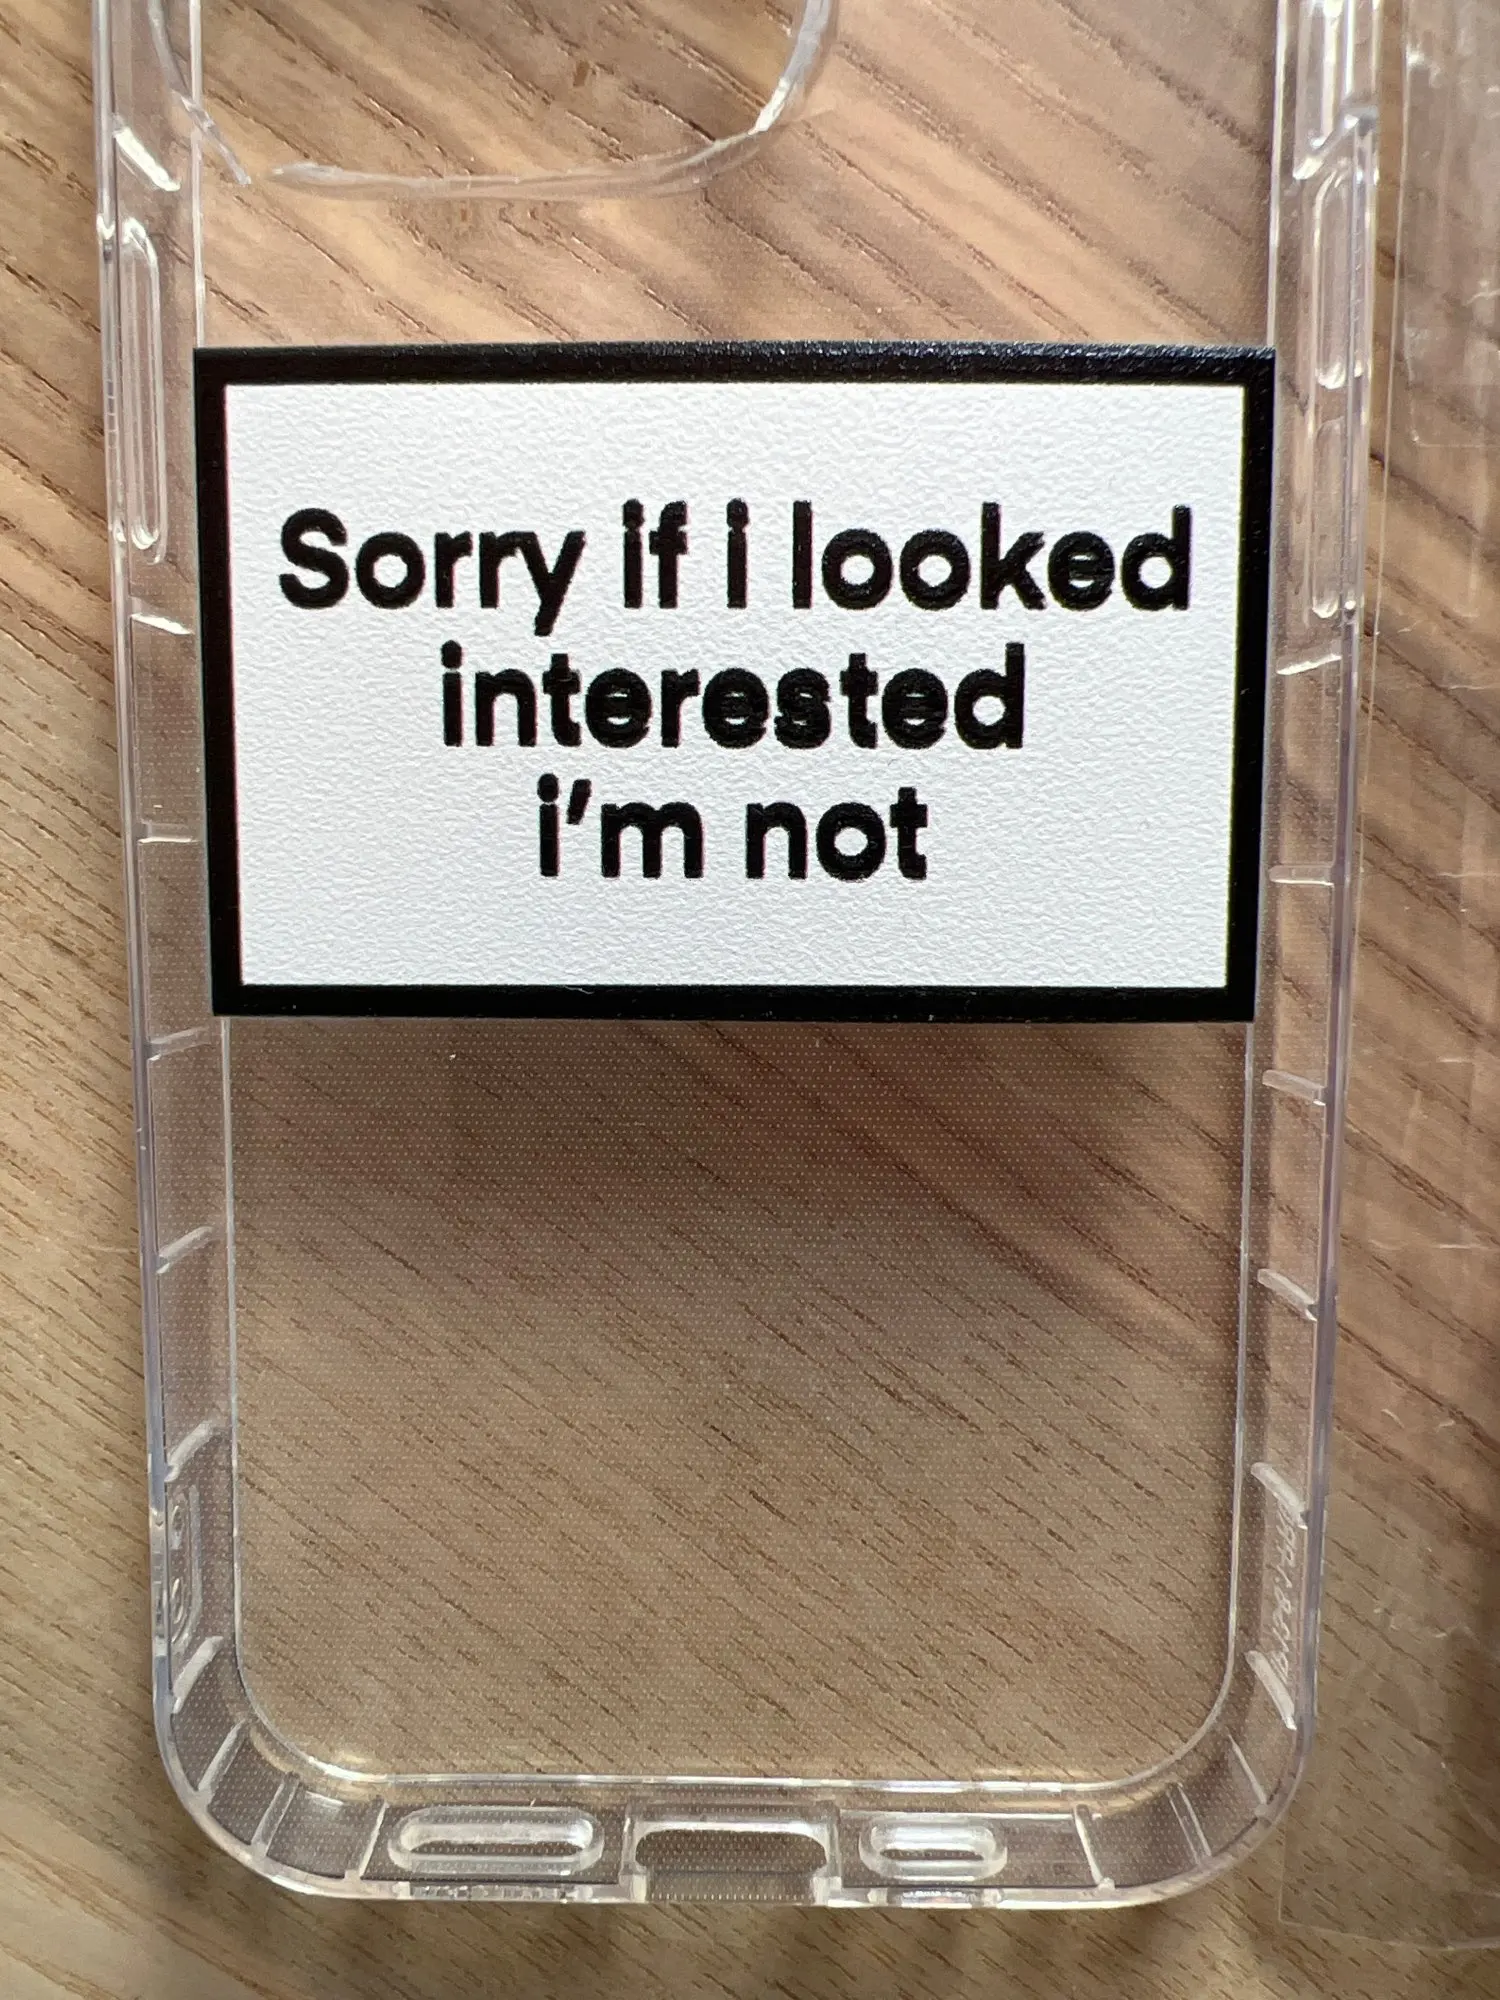 Sorry if i looked
interested
i'm not